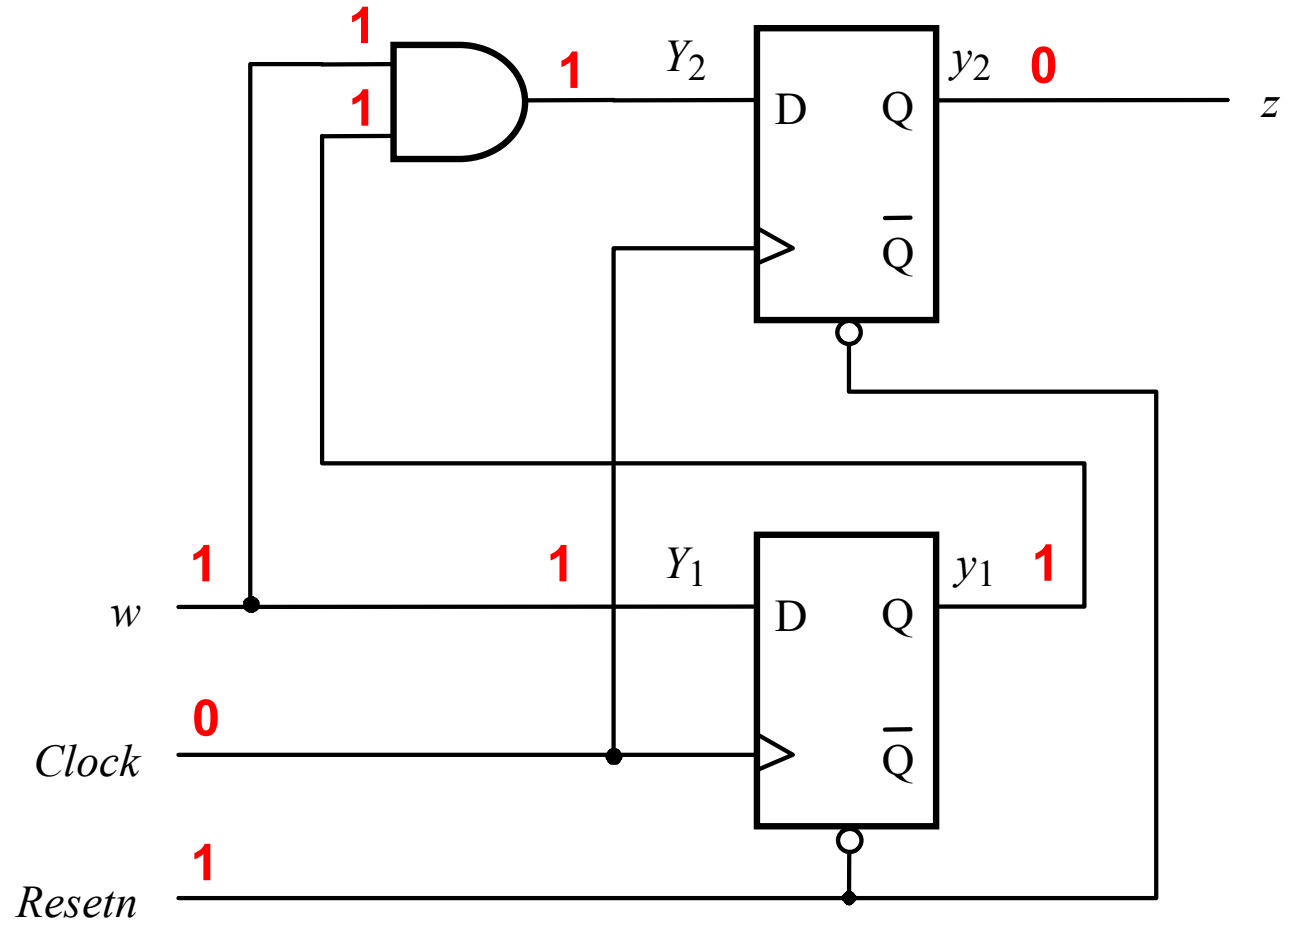 1
1 Y₂ y₂ 0
1 D Q z
Q̅
1 1 Y₁ y₁ 1
w D Q
0
Clock Q̅
1
Resetn